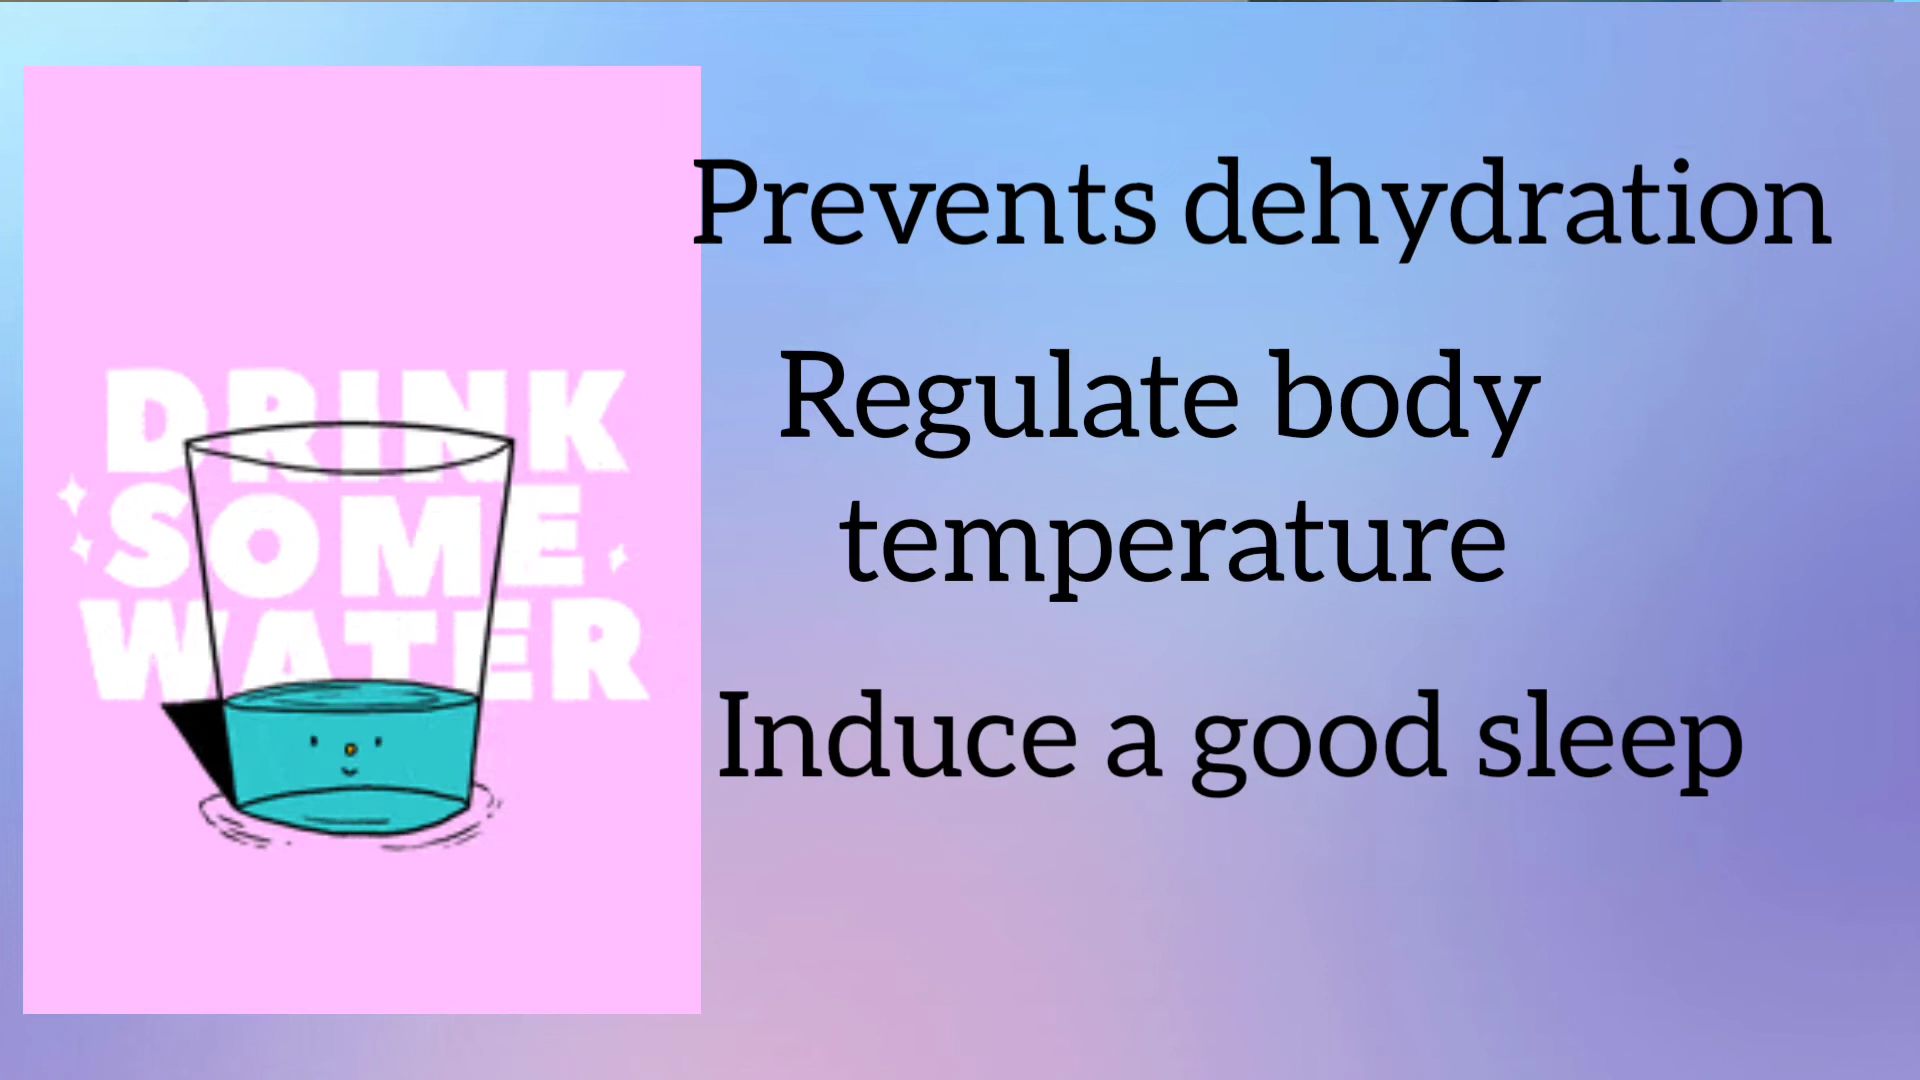 DRINK
SOME
WATER
Prevents dehydration
Regulate body
temperature
Induce a good sleep